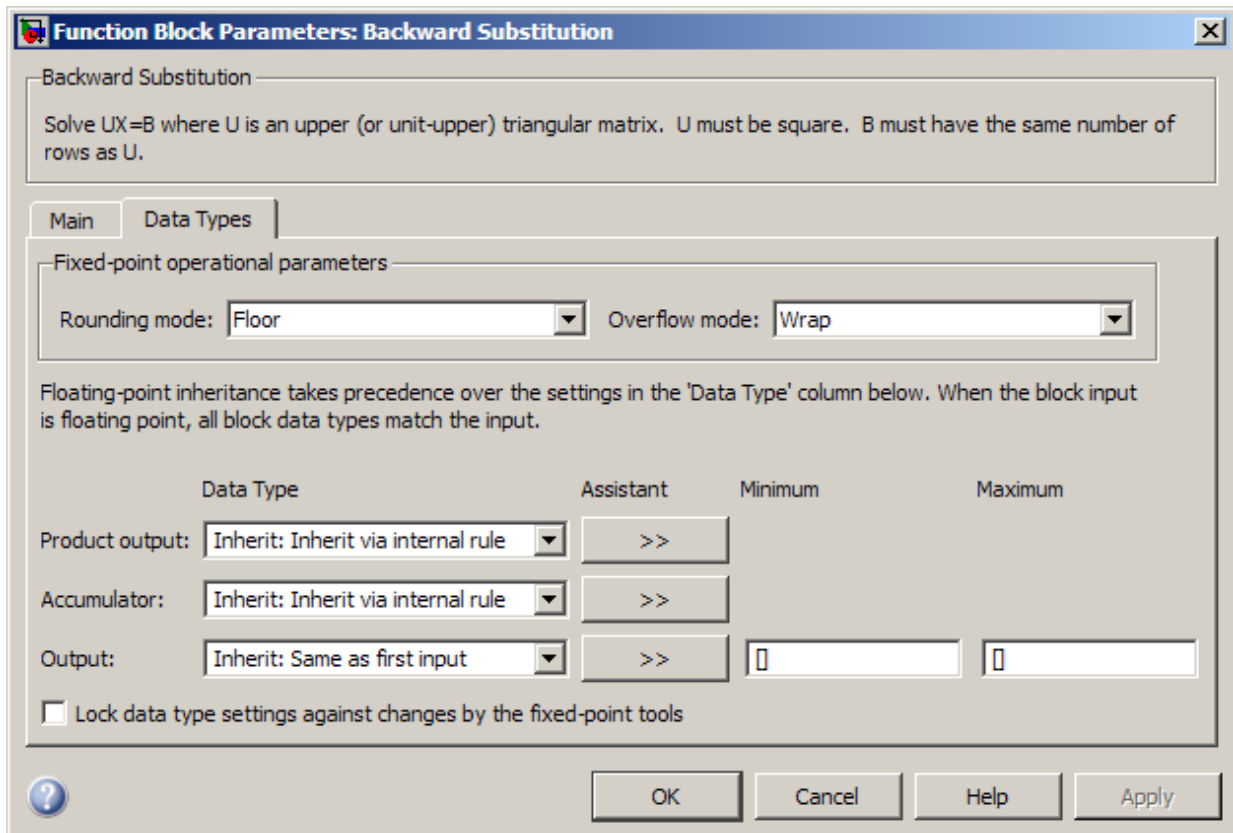 Function Block Parameters: Backward Substitution
Backward Substitution
Solve UX=B where U is an upper (or unit-upper) triangular matrix.  U must be square.  B must have the same number of
rows as U.
Main
Data Types
Fixed-point operational parameters
Rounding mode: Floor
Overflow mode: Wrap
Floating-point inheritance takes precedence over the settings in the 'Data Type' column below. When the block input
is floating point, all block data types match the input.
Data Type Assistant Minimum Maximum
Product output: Inherit: Inherit via internal rule >>
Accumulator: Inherit: Inherit via internal rule >>
Output: Inherit: Same as first input >> [] []
Lock data type settings against changes by the fixed-point tools
? OK Cancel Help Apply